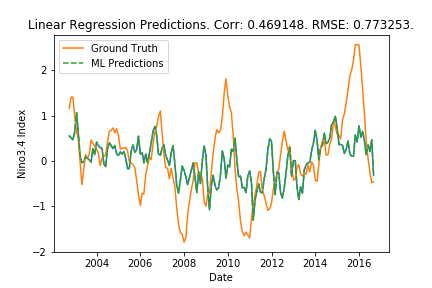 Linear Regression Predictions. Corr: 0.469148. RMSE: 0.773253.
Ground Truth
ML Predictions
Nino3.4 Index
2
1
0
−1
−2
2004 2006 2008 2010 2012 2014 2016
Date